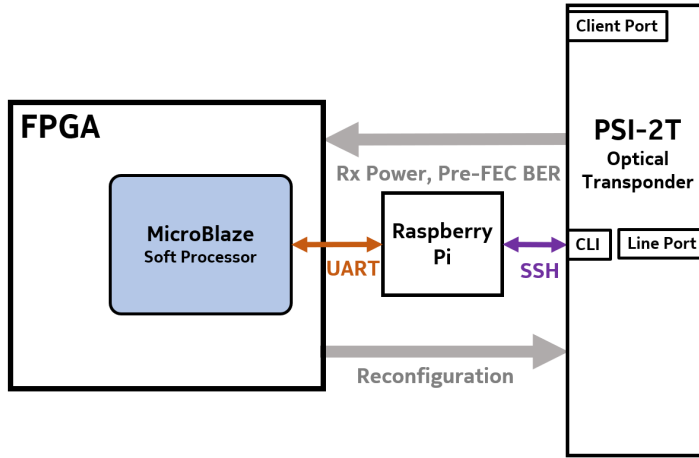 Client Port
FPGA
PSI-2T
Optical
Transponder
Rx Power, Pre-FEC BER
MicroBlaze
Soft Processor
Raspberry
Pi
UART
SSH
CLI
Line Port
Reconfiguration